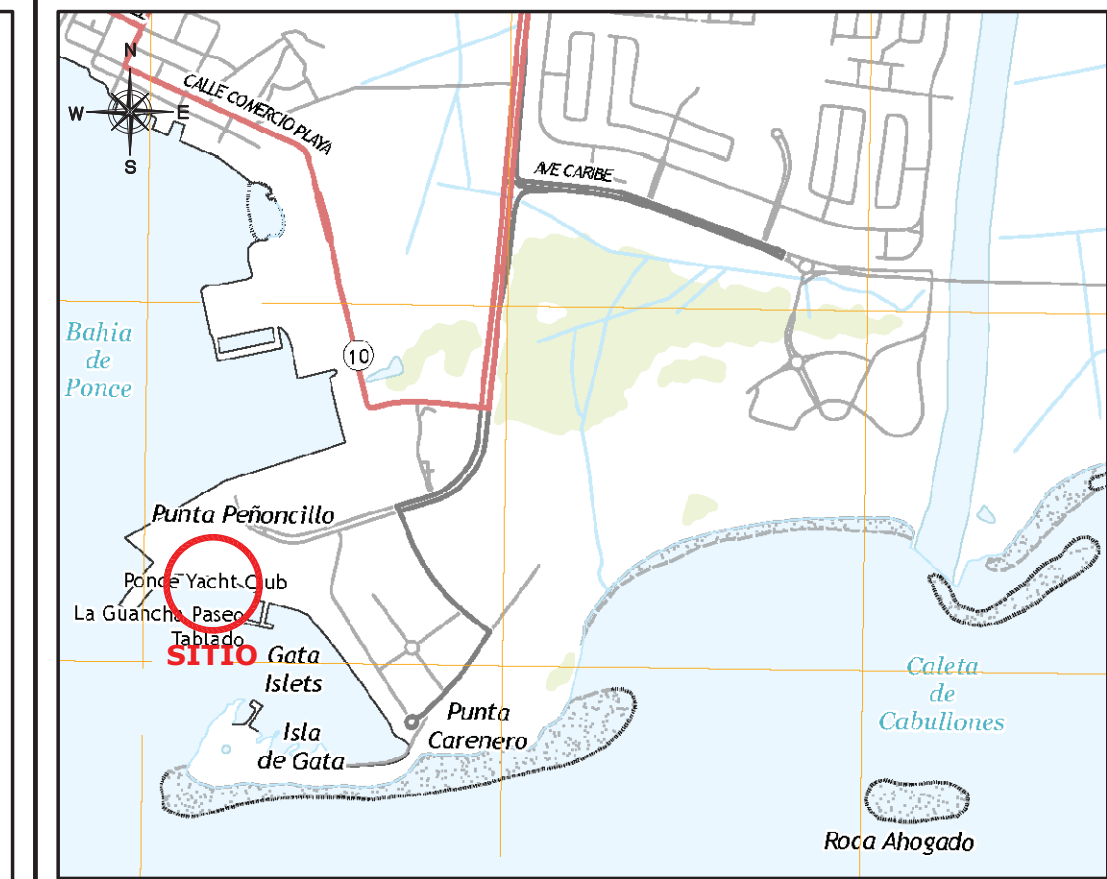 N
W
E
S
CALLE COMERCIO PLAYA
AVE CARIBE
Bahia
de
Ponce
10
Punta Peñoncillo
Ponce Yacht Club
La Guancha Paseo
Tablado
SITIO
Gata
Islets
Isla
de Gata
Punta
Carenero
Caleta
de
Cabullones
Roca Ahogado